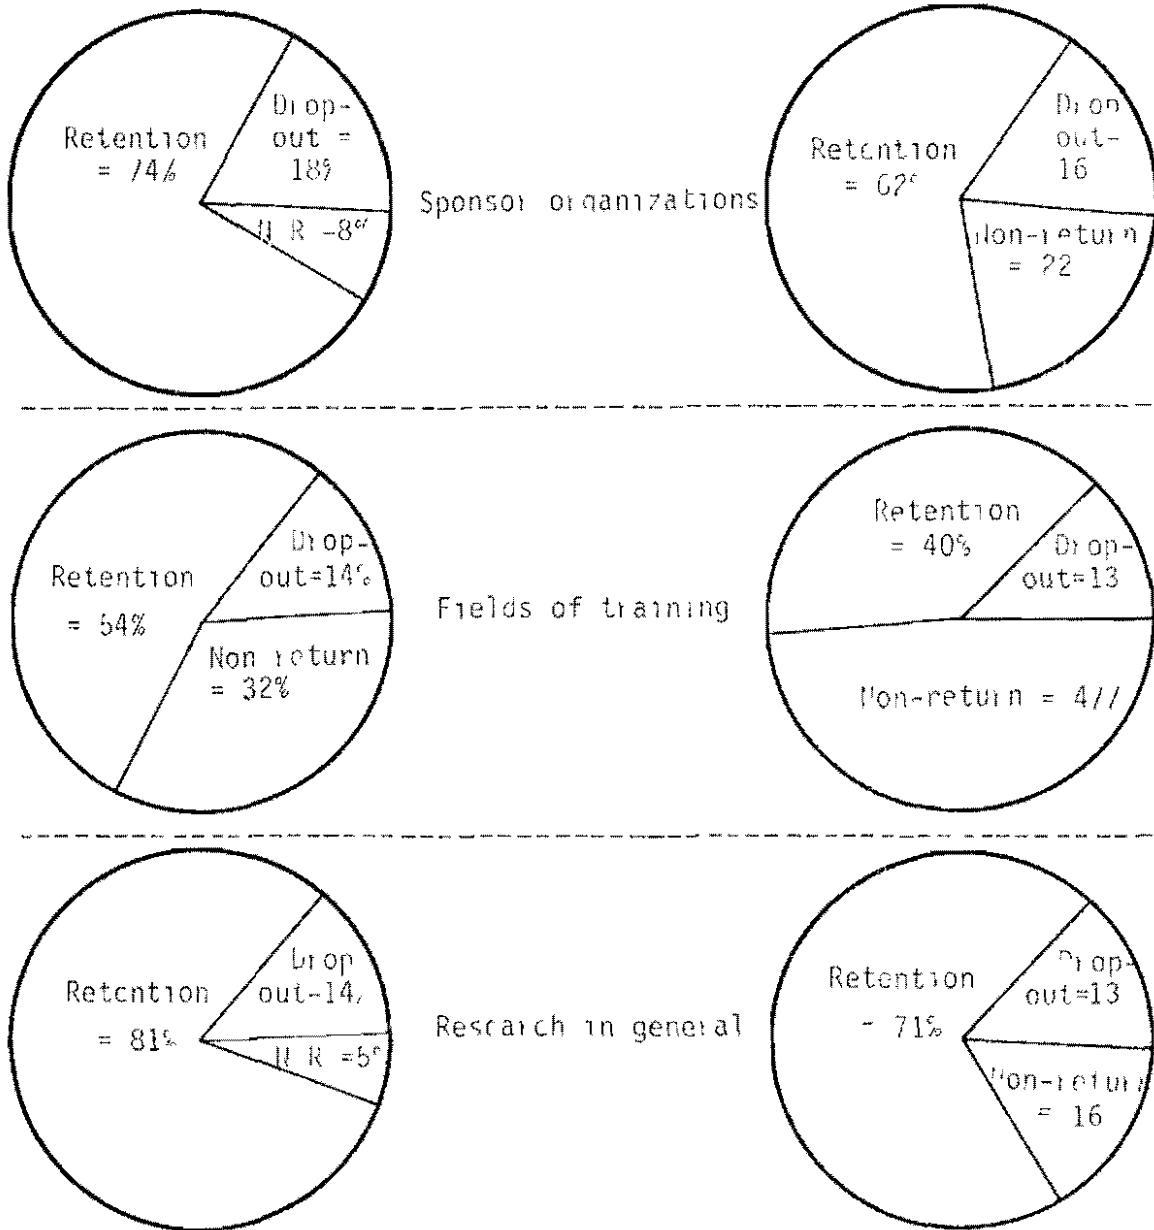 Retention
= 74%
Drop-
out =
18%
N R -8%
Sponsor organizations
Retention
= 62%
Drop
out-
16
Non-return
= 22
Retention
= 54%
Drop-
out=14%
Non return
= 32%
Fields of training
Retention
= 40%
Drop-
out=13
Non-return = 47%
Retention
= 81%
Drop
out-14%
N R =5%
Research in general
Retention
- 71%
Drop-
out=13
Non-return
= 16